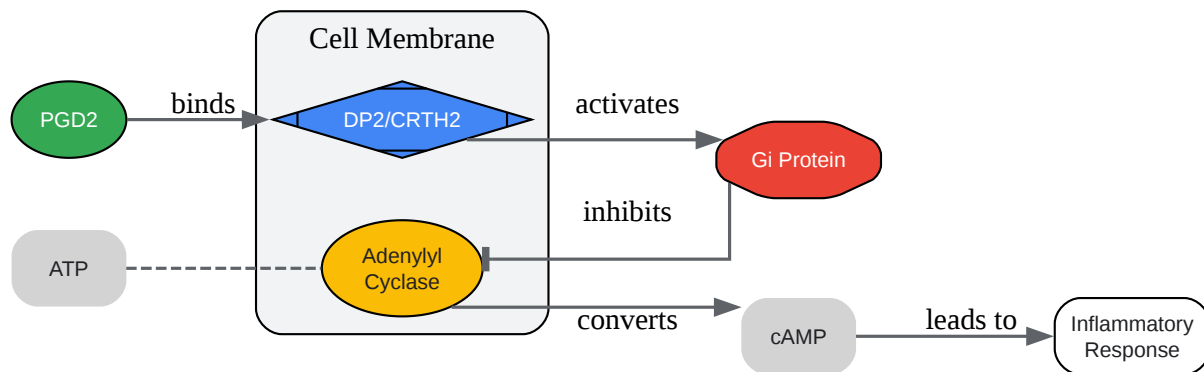 Cell Membrane
PGD2
binds
DP2/CRTH2
activates
Gi Protein
inhibits
ATP
Adenylyl
Cyclase
converts
cAMP
leads to
Inflammatory
Response